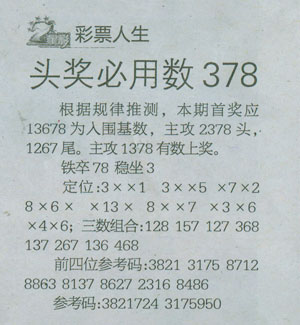 彩票人生
头奖必用数 378
根据规律推测，本期首奖应
13678 为入围基数，主攻 2378 头，
1267 尾。主攻 1378 有数上奖。
铁卒 78 稳坐 3
定位：3××1 3××5 ×7×2
8×6× ×13× 8××7 ×3×6
×4×6；三数组合：128 157 127 368
137 267 136 468
前四位参考码：3821 3175 8712
8863 8137 8627 2316 8486
参考码：3821724 3175950